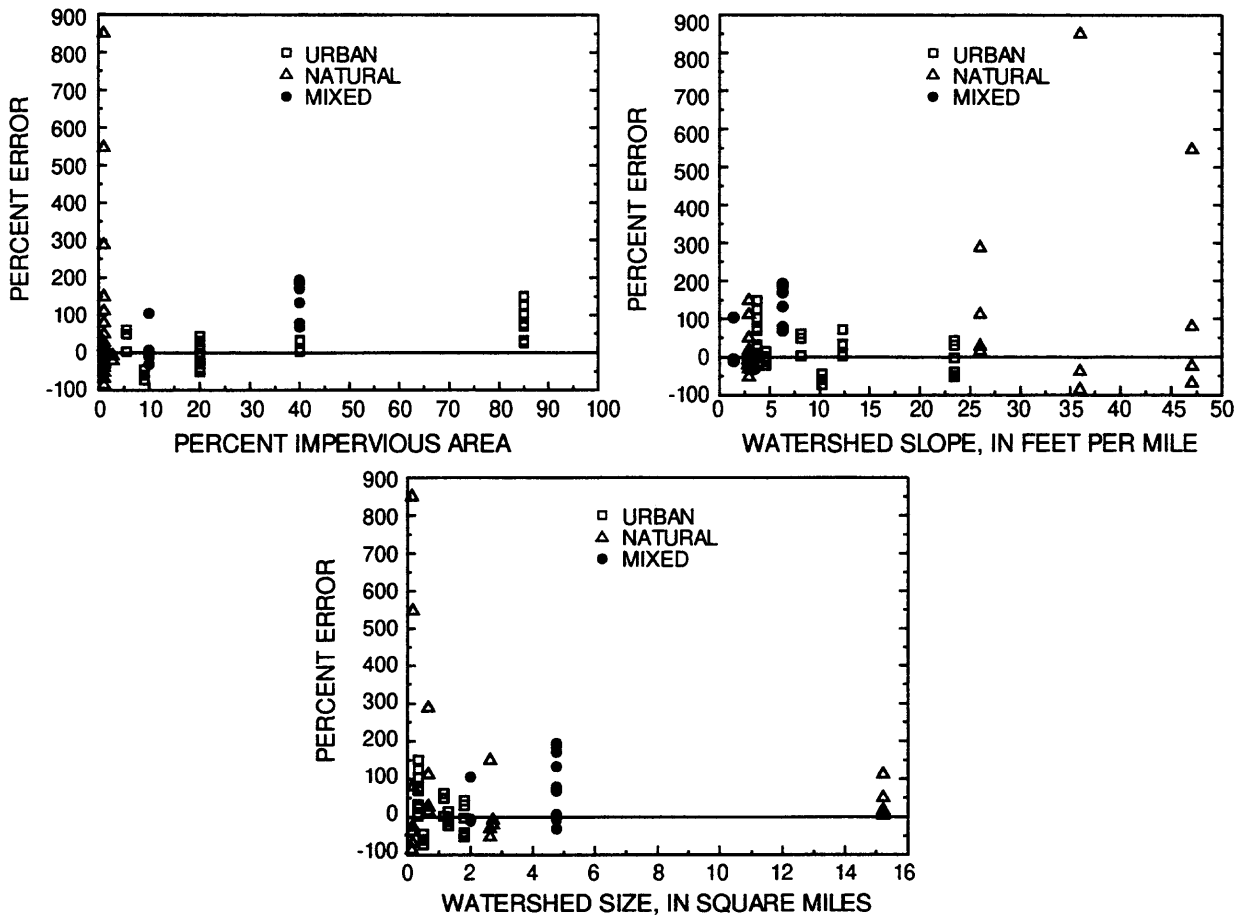 900
800
700
600
500
400
300
200
100
0
-100
PERCENT ERROR
URBAN
NATURAL
MIXED
0 10 20 30 40 50 60 70 80 90 100
PERCENT IMPERVIOUS AREA
900
800
700
600
500
400
300
200
100
0
-100
PERCENT ERROR
URBAN
NATURAL
MIXED
0 5 10 15 20 25 30 35 40 45 50
WATERSHED SLOPE, IN FEET PER MILE
900
800
700
600
500
400
300
200
100
0
-100
PERCENT ERROR
URBAN
NATURAL
MIXED
0 2 4 6 8 10 12 14 16
WATERSHED SIZE, IN SQUARE MILES